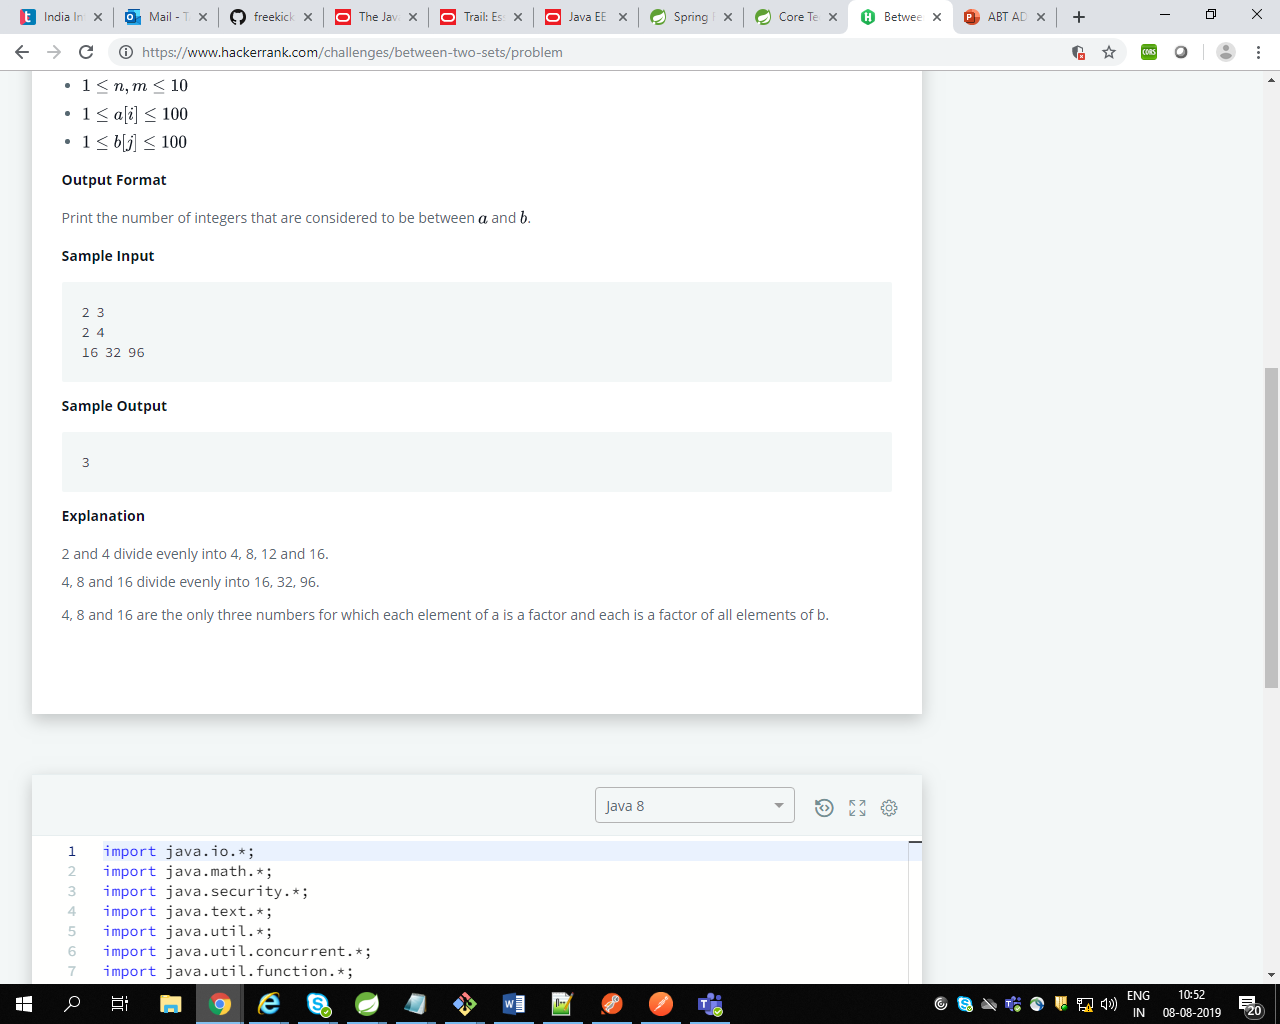 India In
Mail - T
freekick
The Jav
Trail: Es
Java EE
Spring
Core Te
Betwee
ABT AD
https://www.hackerrank.com/challenges/between-two-sets/problem
CORS
1 ≤ n, m ≤ 10
1 ≤ a[i] ≤ 100
1 ≤ b[j] ≤ 100
Output Format
Print the number of integers that are considered to be between a and b.
Sample Input
2 3
2 4
16 32 96
Sample Output
3
Explanation
2 and 4 divide evenly into 4, 8, 12 and 16.
4, 8 and 16 divide evenly into 16, 32, 96.
4, 8 and 16 are the only three numbers for which each element of a is a factor and each is a factor of all elements of b.
Java 8
1 import java.io.*;
2 import java.math.*;
3 import java.security.*;
4 import java.text.*;
5 import java.util.*;
6 import java.util.concurrent.*;
7 import java.util.function.*;
ENG
IN
10:52
08-08-2019
20